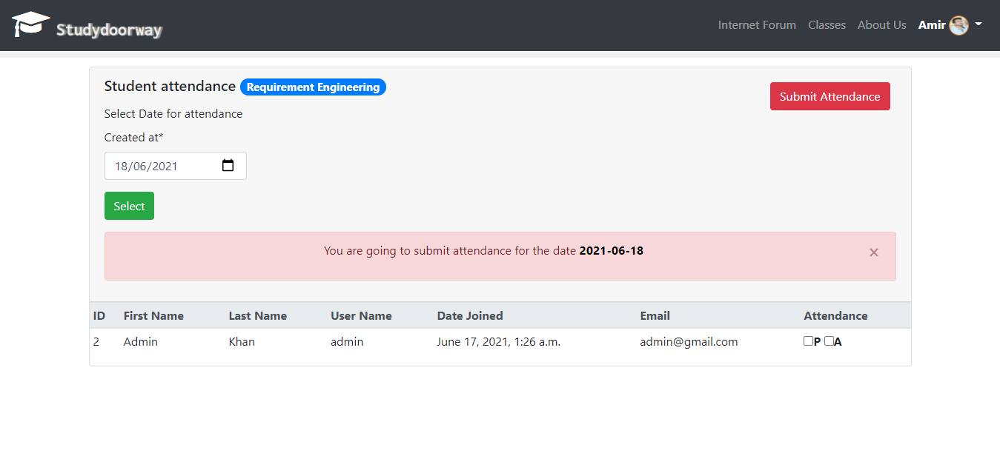 Studydoorway
Internet Forum Classes About Us Amir
Student attendance Requirement Engineering
Submit Attendance
Select Date for attendance
Created at*
18/06/2021
Select
You are going to submit attendance for the date 2021-06-18 ×
ID First Name Last Name User Name Date Joined Email Attendance
2 Admin Khan admin June 17, 2021, 1:26 a.m. admin@gmail.com P A